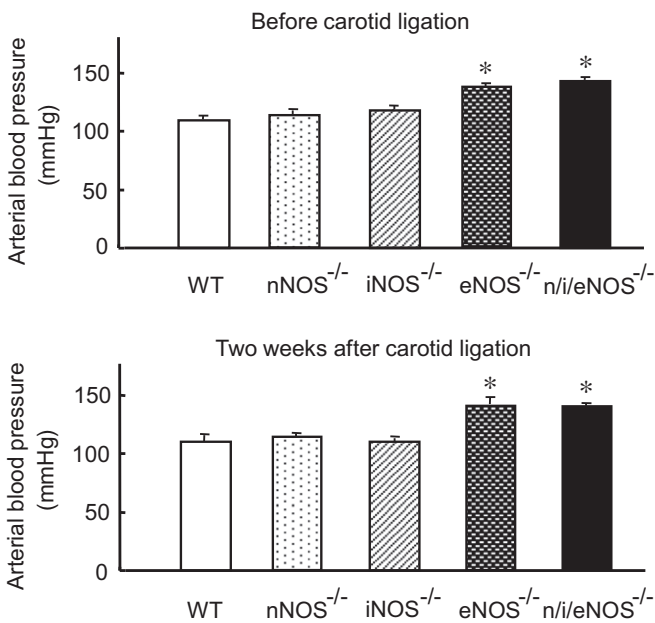 Before carotid ligation
Arterial blood pressure
(mmHg)
150
100
50
0
*
*
WT
nNOS-/-
iNOS-/-
eNOS-/-
n/i/eNOS-/-
Two weeks after carotid ligation
Arterial blood pressure
(mmHg)
150
100
50
0
*
*
WT
nNOS-/-
iNOS-/-
eNOS-/-
n/i/eNOS-/-